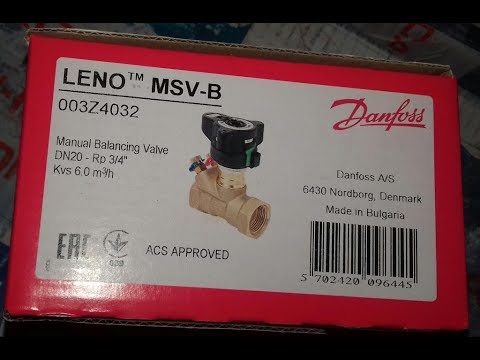 LENO™ MSV-B
003Z4032
Danfoss
Manual Balancing Valve
DN20 - Rp 3/4"
Kvs 6.0 m³/h
Danfoss A/S
6430 Nordborg, Denmark
Made in Bulgaria
EAC
ACS APPROVED
5 702420 096445